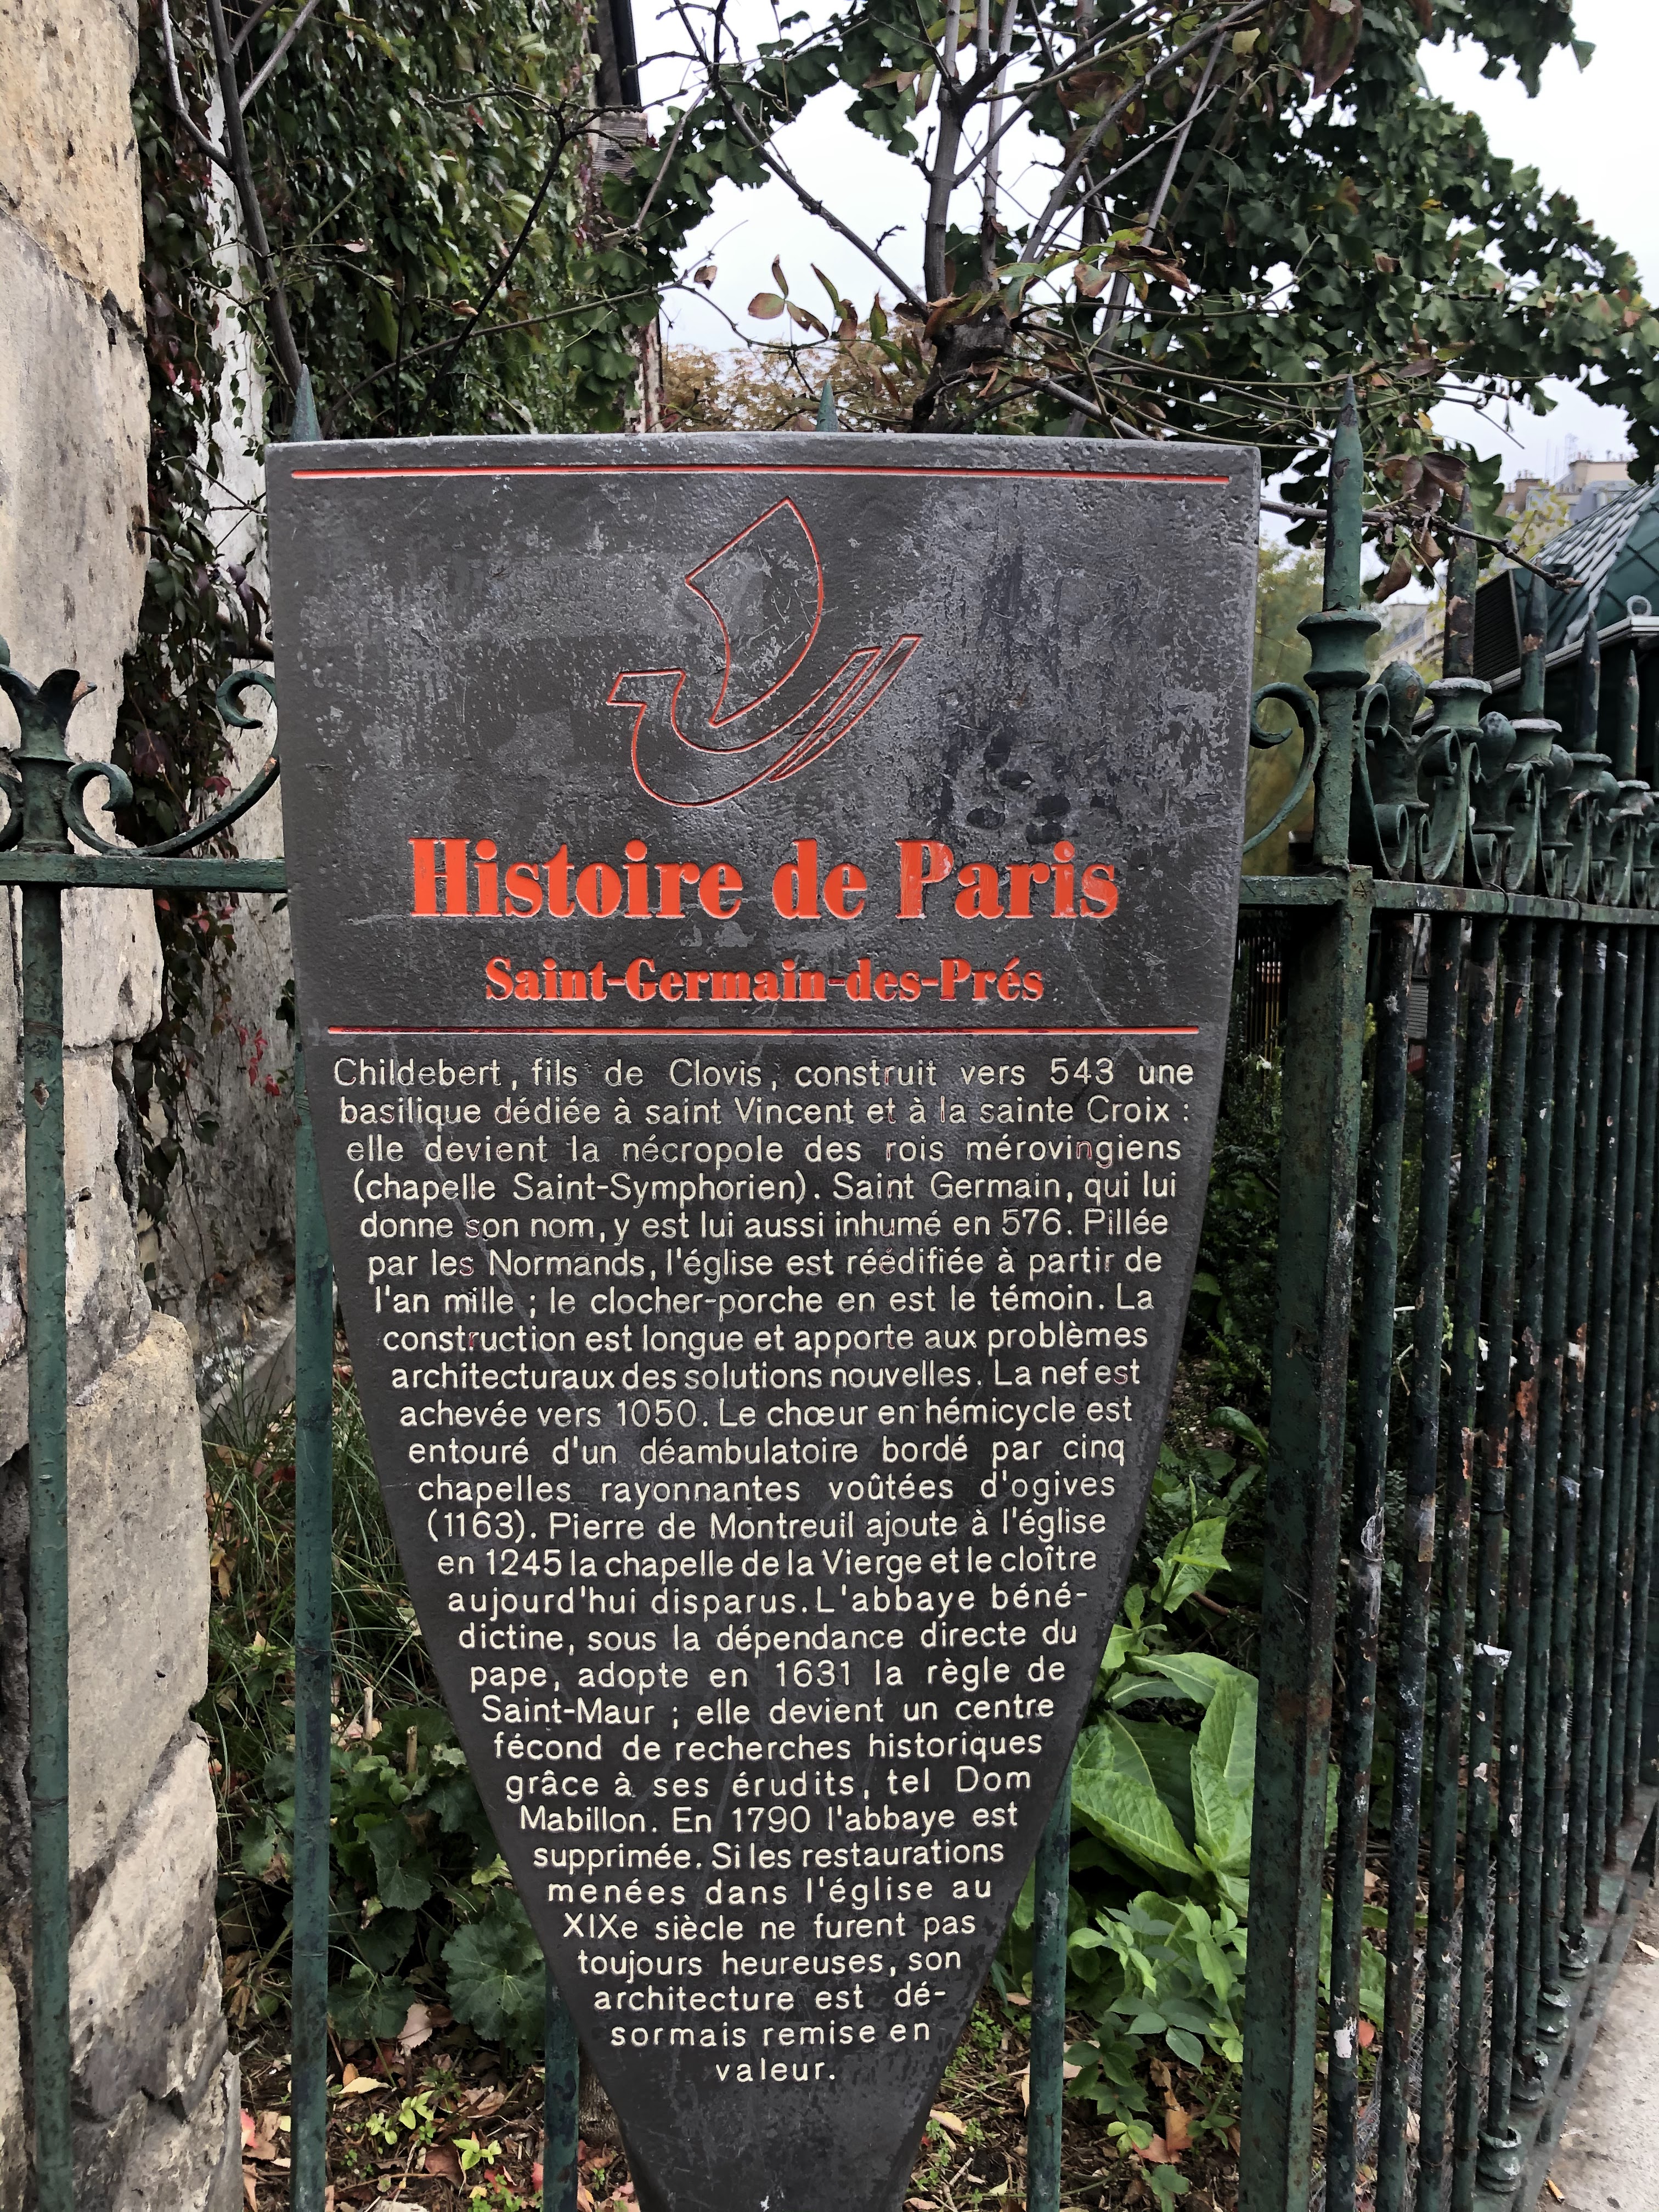 Histoire de Paris
Saint-Germain-des-Prés
Childebert, fils de Clovis, construit vers 543 une
basilique dédiée à saint Vincent et à la sainte Croix :
elle devient la nécropole des rois mérovingiens
(chapelle Saint-Symphorien). Saint Germain, qui lui
donne son nom, y est lui aussi inhumé en 576. Pillée
par les Normands, l'église est réédifiée à partir de
l'an mille ; le clocher-porche en est le témoin. La
construction est longue et apporte aux problèmes
architecturaux des solutions nouvelles. La nef est
achevée vers 1050. Le chœur en hémicycle est
entouré d'un déambulatoire bordé par cinq
chapelles rayonnantes voûtées d'ogives
(1163). Pierre de Montreuil ajoute à l'église
en 1245 la chapelle de la Vierge et le cloître
aujourd'hui disparus. L'abbaye béné-
dictine, sous la dépendance directe du
pape, adopte en 1631 la règle de
Saint-Maur ; elle devient un centre
fécond de recherches historiques
grâce à ses érudits, tel Dom
Mabillon. En 1790 l'abbaye est
supprimée. Si les restaurations
menées dans l'église au
XIXe siècle ne furent pas
toujours heureuses, son
architecture est dé-
sormais remise en
valeur.